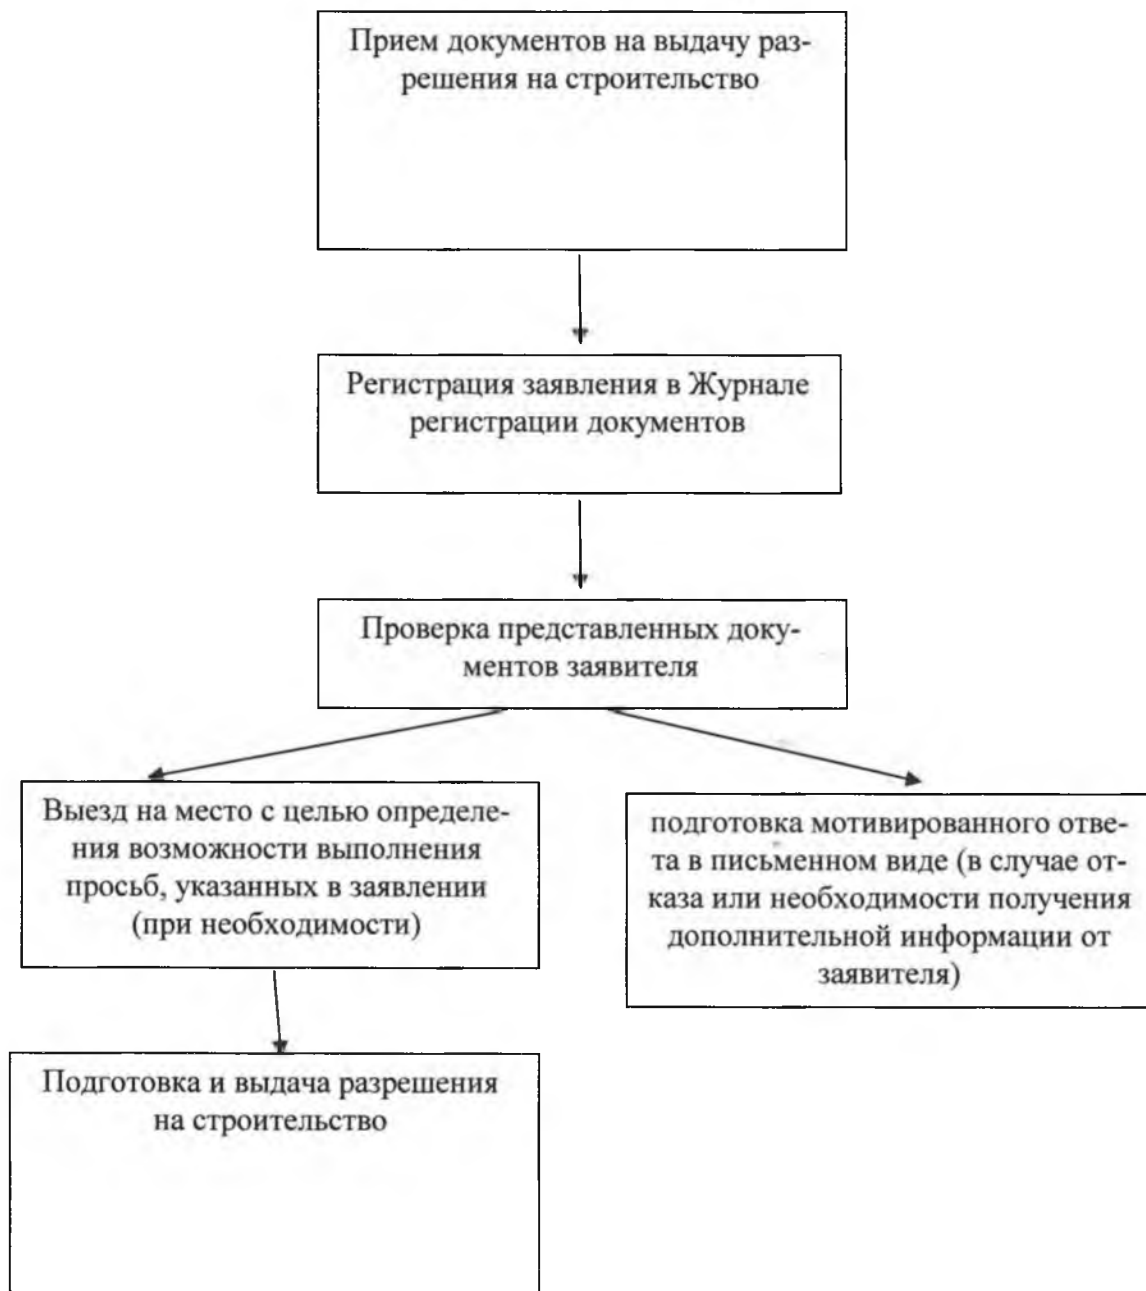 Прием документов на выдачу раз-
решения на строительство
Регистрация заявления в Журнале
регистрации документов
Проверка представленных доку-
ментов заявителя
Выезд на место с целью определе-
ния возможности выполнения
просьб, указанных в заявлении
(при необходимости)
подготовка мотивированного отве-
та в письменном виде (в случае от-
каза или необходимости получения
дополнительной информации от
заявителя)
Подготовка и выдача разрешения
на строительство